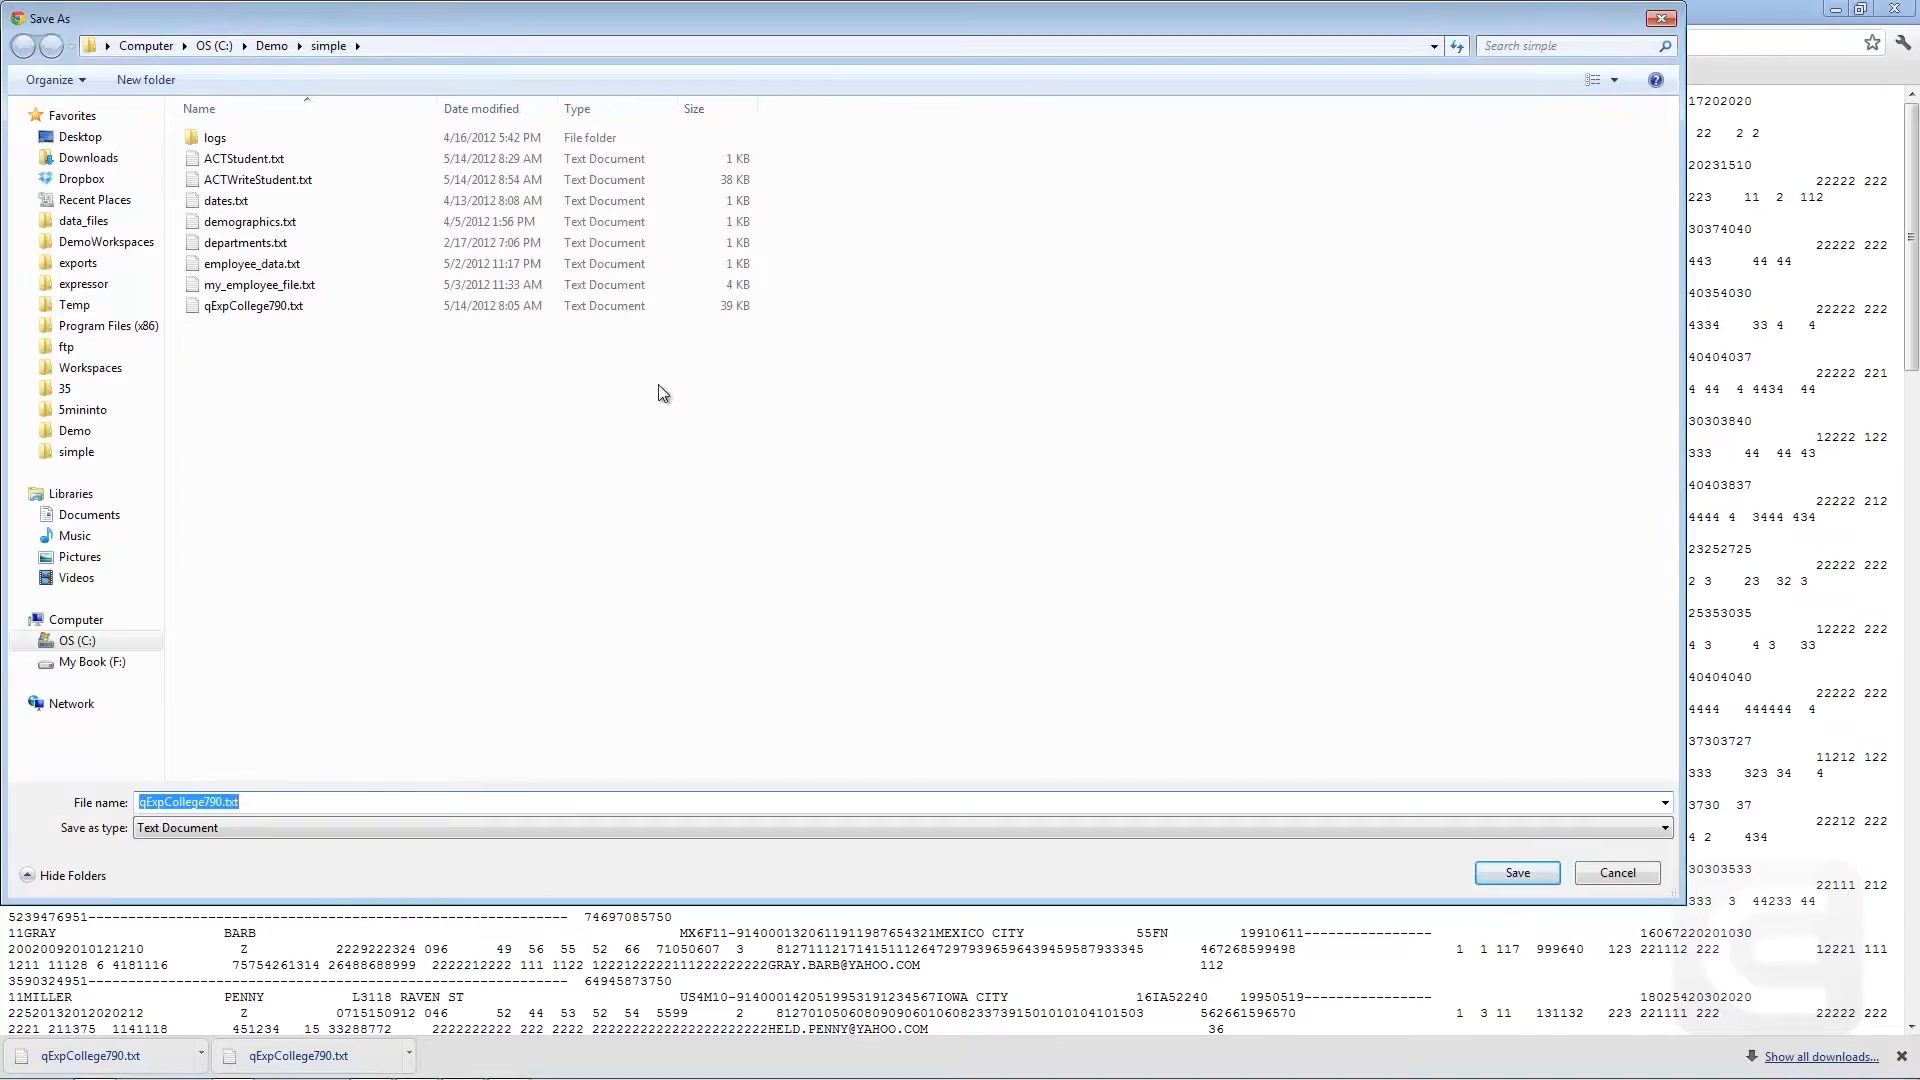 Save As
Computer OS (C:) Demo simple
Search simple
Organize New folder
Name Date modified Type Size
logs 4/16/2012 5:42 PM File folder
ACTStudent.txt 5/14/2012 8:29 AM Text Document 1 KB
ACTWriteStudent.txt 5/14/2012 8:54 AM Text Document 38 KB
dates.txt 4/13/2012 8:08 AM Text Document 1 KB
demographics.txt 4/5/2012 1:56 PM Text Document 1 KB
departments.txt 2/17/2012 7:06 PM Text Document 1 KB
employee_data.txt 5/2/2012 11:17 PM Text Document 1 KB
my_employee_file.txt 5/3/2012 11:33 AM Text Document 4 KB
qExpCollege790.txt 5/14/2012 8:05 AM Text Document 39 KB
Favorites
Desktop
Downloads
Dropbox
Recent Places
data_files
DemoWorkspaces
exports
expressor
Temp
Program Files (x86)
ftp
Workspaces
35
5mininto
Demo
simple
Libraries
Documents
Music
Pictures
Videos
Computer
OS (C:)
My Book (F:)
Network
File name: qExpCollege790.txt
Save as type: Text Document
Hide Folders
Save Cancel
17202020
22 2 2
20231510
22222 222
223 11 2 112
30374040
22222 222
443 44 44
40354030
22222 222
4334 33 4 4
40404037
22222 221
4 44 4 4434 44
30303840
12222 122
333 44 44 43
40403837
22222 212
4444 4 3444 434
23252725
22222 222
2 3 23 32 3
25353035
12222 222
4 3 4 3 33
40404040
22222 222
4444 444444 4
37303727
11212 122
333 323 34 4
3730 37
22212 222
4 2 434
30303533
22111 212
333 3 44233 44
5239476951------------------------------------------------------------ 74697085750
11GRAY BARB MX6F11-91400013206119119876​54321MEXICO CITY 55FN 19910611---------------- 16067220201030
20020092010121210 Z 2229222324 096 49 56 55 52 66 71050607 3 467268599498 1 1 117 999640 123 221112 222 12221 111
1211 11128 6 4181116 75754261314 26488688999 2222212222 111 1122 1222122222111222222222GRAY.BARB@YAHOO.COM 112
3590324951------------------------------------------------------------ 64945873750
11MILLER PENNY L3118 RAVEN ST US4M10-9140001420519953191234567IOWA CITY 16IA52240 19950519---------------- 18025420302020
22520132012020212 Z 0715150912 046 52 44 53 52 54 5599 2 562661596570 1 3 11 131132 223 221111 222 22222 222
2221 211375 1141118 451234 15 33288772 2222222222 222 2222 HELD.PENNY@YAHOO.COM 36
qExpCollege790.txt qExpCollege790.txt Show all downloads...